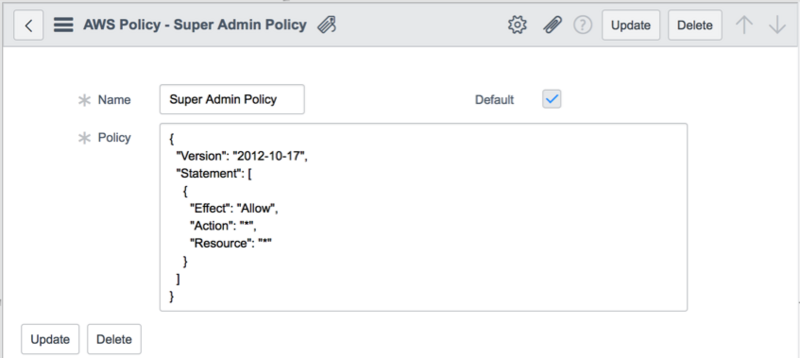 AWS Policy - Super Admin Policy
?
Update
Delete
* Name
Super Admin Policy
Default
* Policy
{
"Version": "2012-10-17",
"Statement": [
{
"Effect": "Allow",
"Action": "*",
"Resource": "*"
}
]
}
Update
Delete